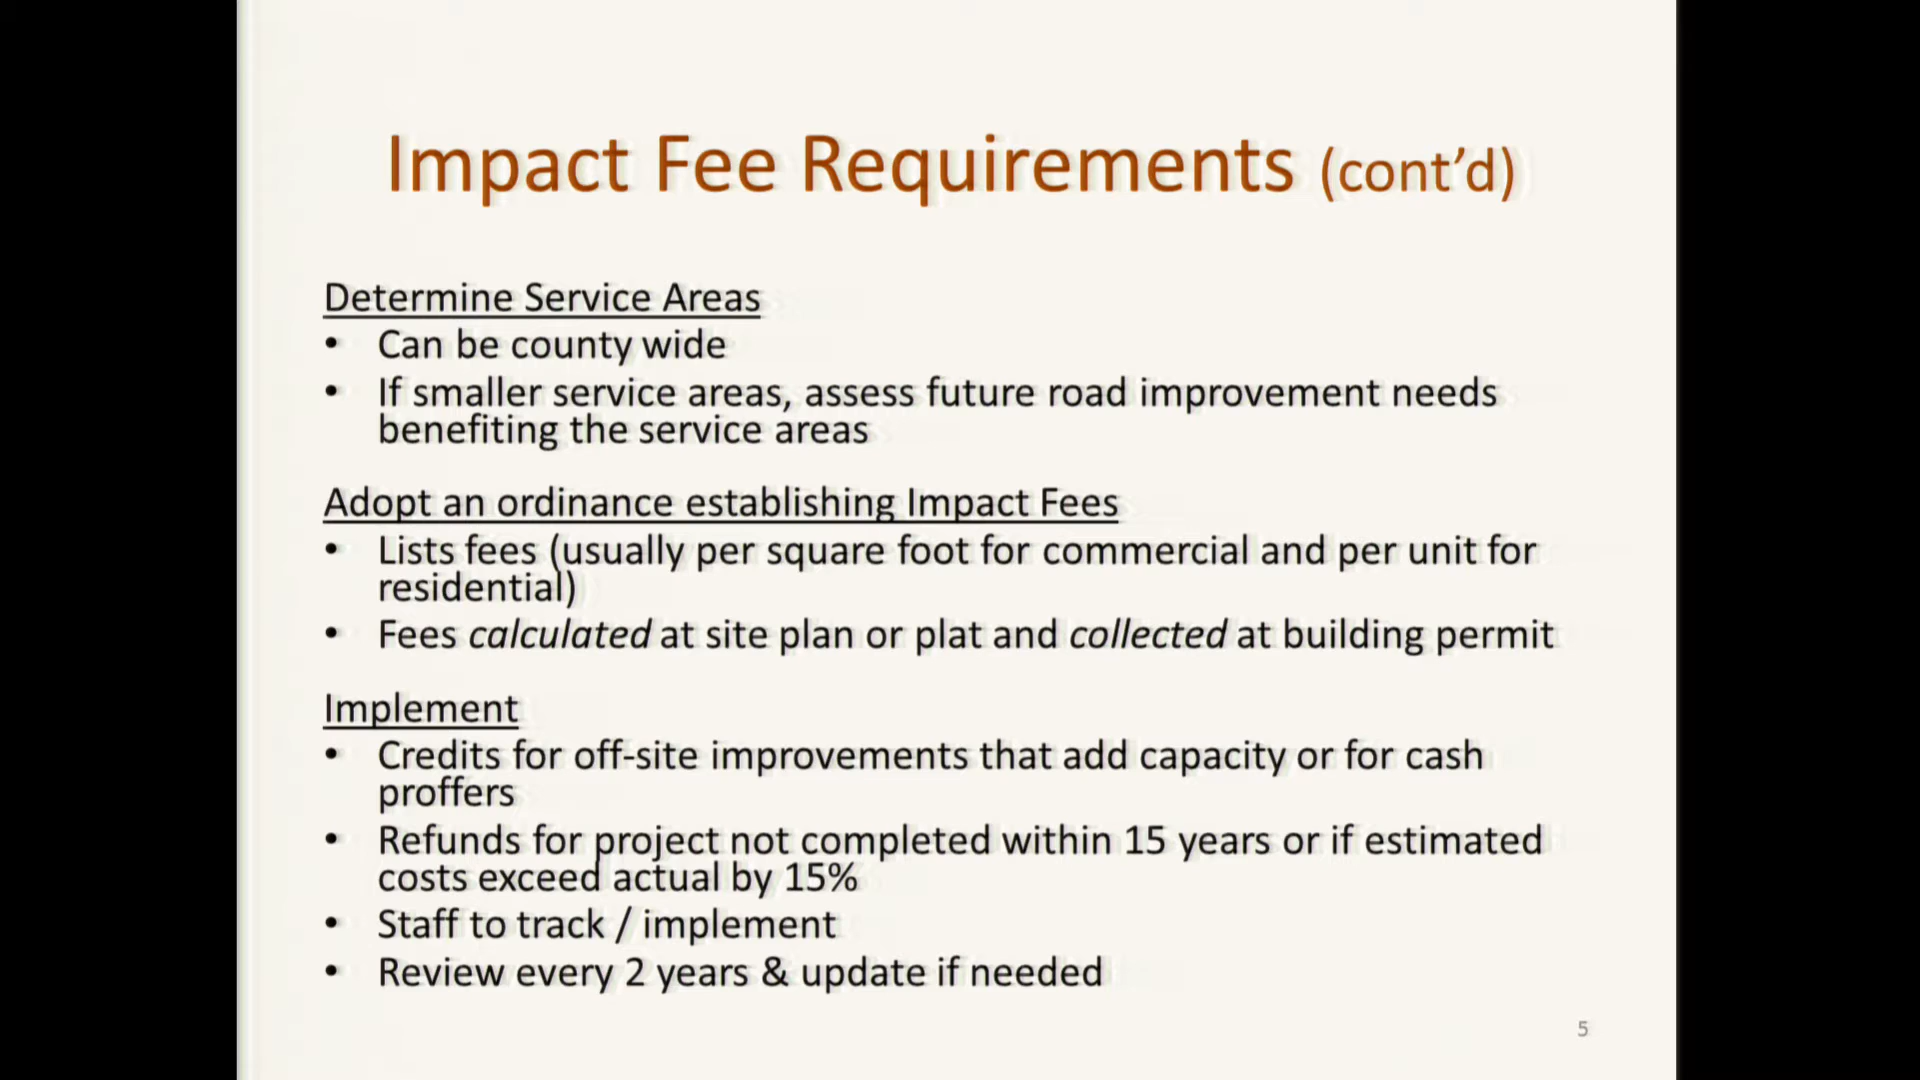 Impact Fee Requirements (cont’d)
Determine Service Areas
• Can be county wide
• If smaller service areas, assess future road improvement needs
benefiting the service areas
Adopt an ordinance establishing Impact Fees
• Lists fees (usually per square foot for commercial and per unit for
residential)
• Fees calculated at site plan or plat and collected at building permit
Implement
• Credits for off-site improvements that add capacity or for cash
proffers
• Refunds for project not completed within 15 years or if estimated
costs exceed actual by 15%
• Staff to track / implement
• Review every 2 years & update if needed
5